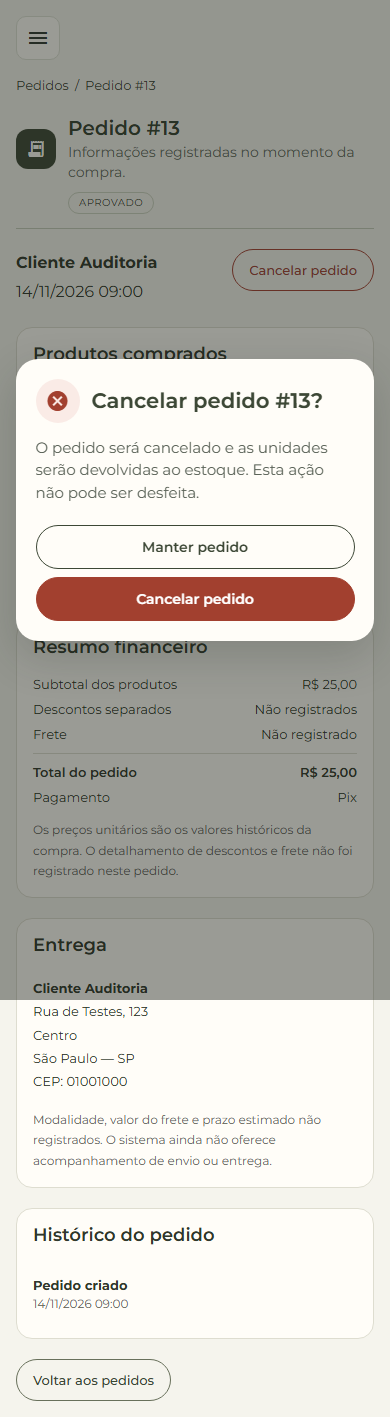 Pedidos / Pedido #13
Pedido #13
Informações registradas no momento da
compra.
APROVADO
Cliente Auditoria
14/11/2026 09:00
Cancelar pedido
Produtos comprados
Cancelar pedido #13?
O pedido será cancelado e as unidades
serão devolvidas ao estoque. Esta ação
não pode ser desfeita.
Manter pedido
Cancelar pedido
Resumo financeiro
Subtotal dos produtos R$ 25,00
Descontos separados Não registrados
Frete Não registrado
Total do pedido R$ 25,00
Pagamento Pix
Os preços unitários são os valores históricos da
compra. O detalhamento de descontos e frete não foi
registrado neste pedido.
Entrega
Cliente Auditoria
Rua de Testes, 123
Centro
São Paulo — SP
CEP: 01001000
Modalidade, valor do frete e prazo estimado não
registrados. O sistema ainda não oferece
acompanhamento de envio ou entrega.
Histórico do pedido
Pedido criado
14/11/2026 09:00
Voltar aos pedidos